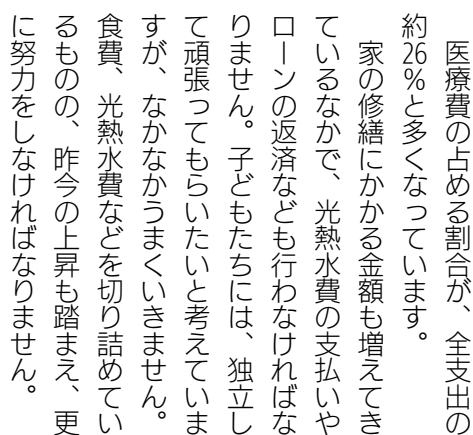 医療費の占める割合が、全支出の
約26％と多くなっています。
家の修繕にかかる金額も増えてき
ているなかで、光熱水費の支払いや
ローンの返済なども行わなければな
りません。子どもたちには、独立し
て頑張ってもらいたいと考えていま
すが、なかなかうまくいきません。
食費、光熱水費などを切り詰めてい
るものの、昨今の上昇も踏まえ、更
に努力をしなければなりません。